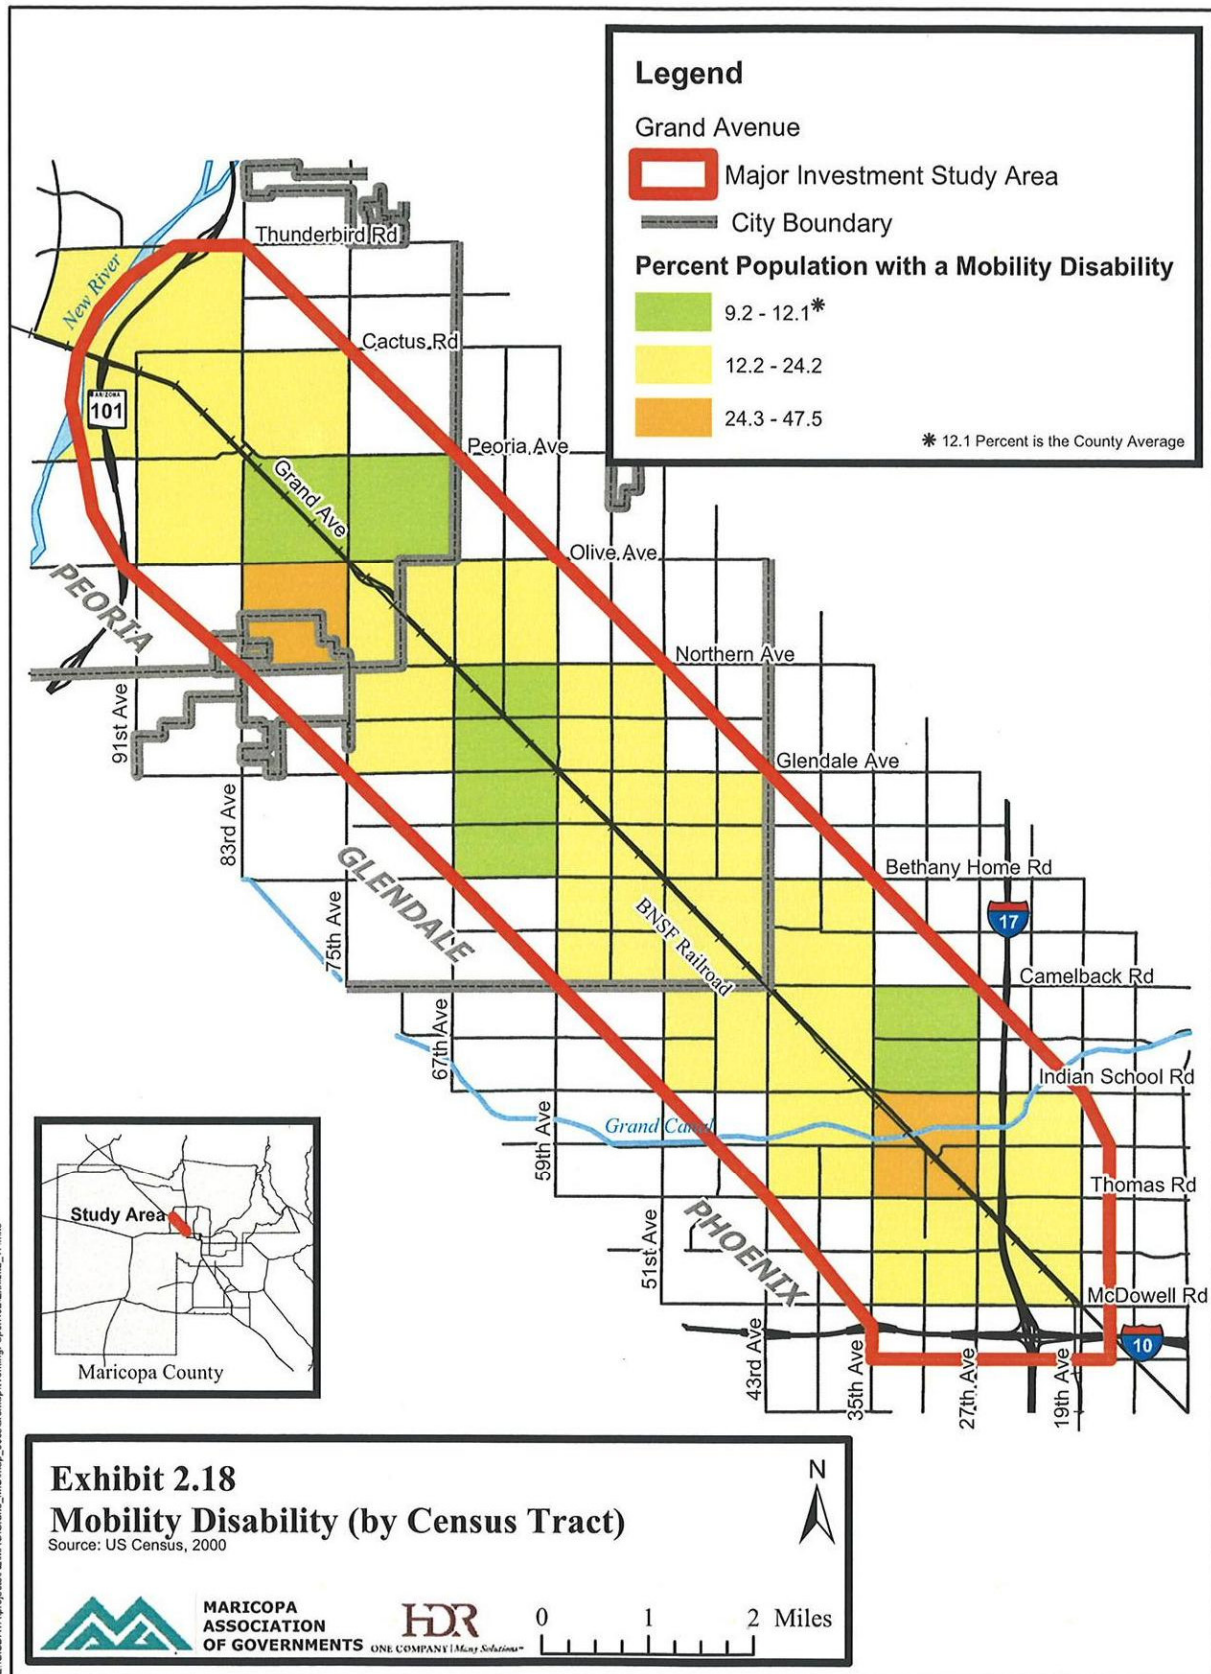 Legend
Grand Avenue
Major Investment Study Area
City Boundary
Percent Population with a Mobility Disability
9.2 - 12.1*
12.2 - 24.2
24.3 - 47.5
* 12.1 Percent is the County Average
Thunderbird Rd
New River
Cactus Rd
ARIZONA
101
Peoria Ave
Grand Ave
Olive Ave
PEORIA
Northern Ave
91st Ave
Glendale Ave
83rd Ave
GLENDALE
Bethany Home Rd
BNSF Railroad
17
75th Ave
Camelback Rd
67th Ave
Indian School Rd
Grand Canal
59th Ave
Thomas Rd
PHOENIX
51st Ave
McDowell Rd
10
43rd Ave
35th Ave
27th Ave
19th Ave
Study Area
Maricopa County
Exhibit 2.18
Mobility Disability (by Census Tract)
Source: US Census, 2000
N
MARICOPA
ASSOCIATION
OF GOVERNMENTS
HDR
ONE COMPANY | Many Solutions
0 1 2 Miles